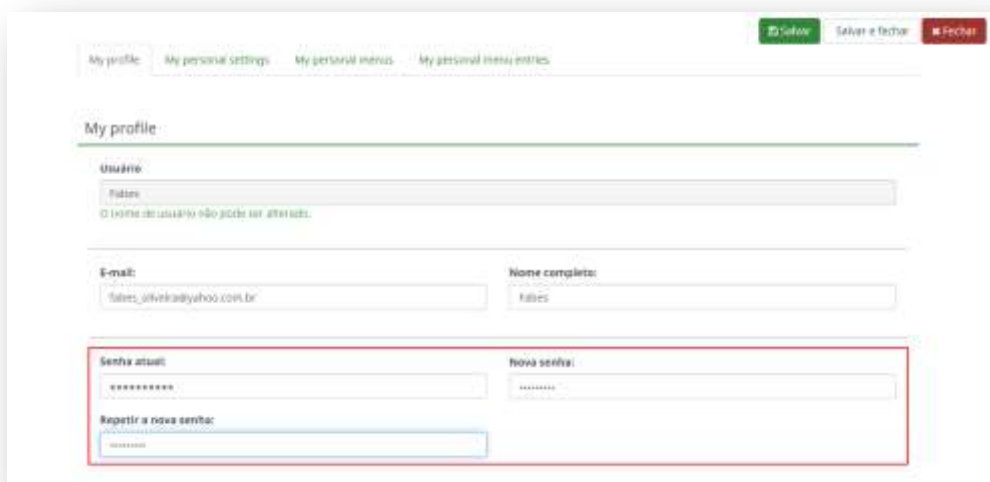 Salvar Salvar e fechar Fechar
My profile My personal settings My personal menus My personal menu entries
My profile
Usuário
Fabes
O nome de usuário não pode ser alterado.
E-mail: Nome completo:
fabes_oliveira@yahoo.com.br Fabes
Senha atual: Nova senha:
Repetir a nova senha: